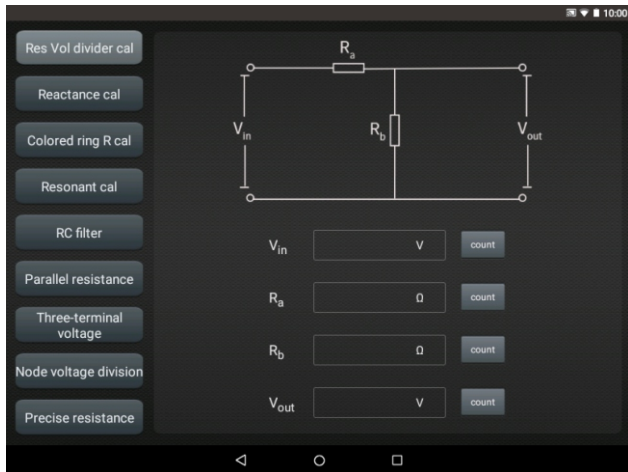 10:00
Res Vol divider cal
Reactance cal
Colored ring R cal
Resonant cal
RC filter
Parallel resistance
Three-terminal
voltage
Node voltage division
Precise resistance
Ra
Vin
Rb
Vout
Vin V count
Ra Ω count
Rb Ω count
Vout V count